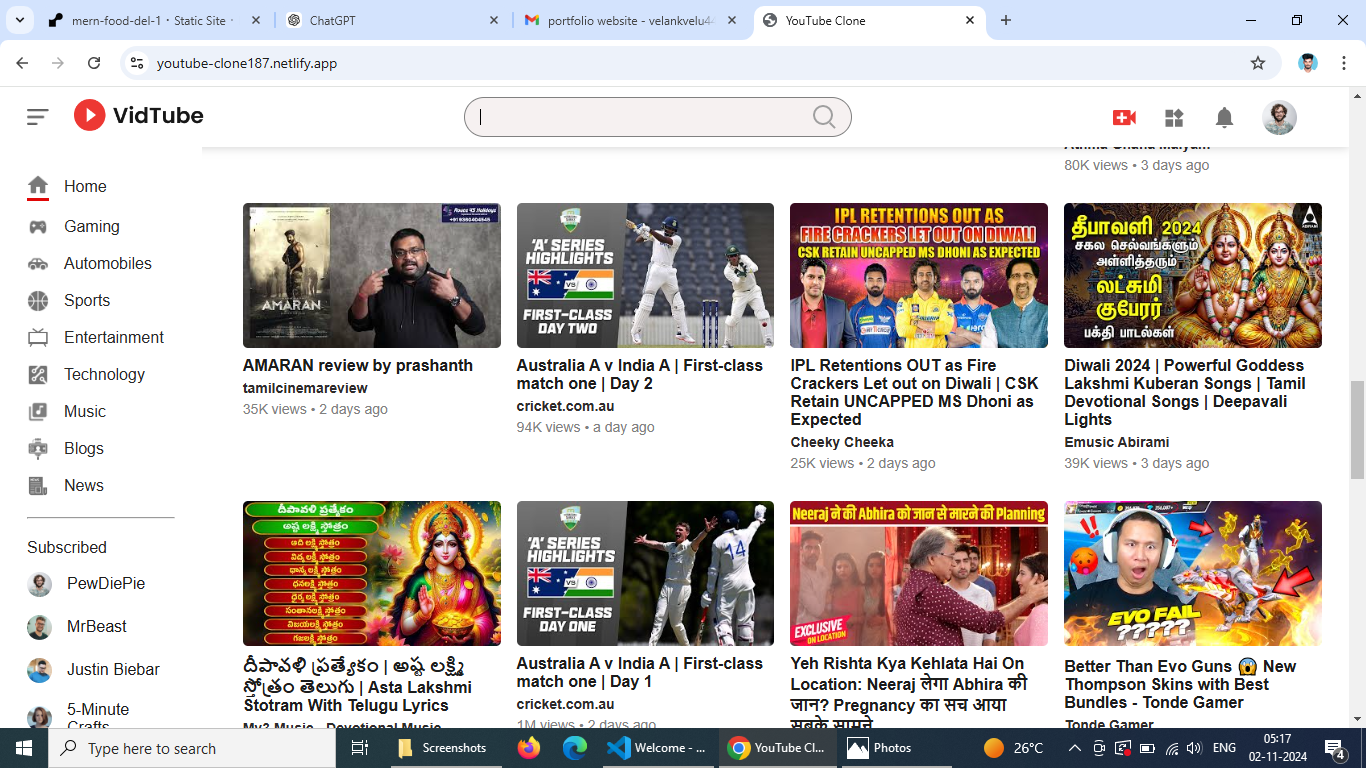 mern-food-del-1 · Static Site ·
ChatGPT
portfolio website - velankvelu44
YouTube Clone
youtube-clone187.netlify.app
VidTube
Home
Gaming
Automobiles
Sports
Entertainment
Technology
Music
Blogs
News
Subscribed
PewDiePie
MrBeast
Justin Biebar
5-Minute
Crafts
80K views • 3 days ago
AMARAN
AMARAN review by prashanth
tamilcinemareview
35K views • 2 days ago
'A' SERIES
HIGHLIGHTS
VS
FIRST-CLASS
DAY TWO
Australia A v India A | First-class
match one | Day 2
cricket.com.au
94K views • a day ago
IPL RETENTIONS OUT AS
FIRE CRACKERS LET OUT ON DIWALI
CSK RETAIN UNCAPPED MS DHONI AS EXPECTED
IPL Retentions OUT as Fire
Crackers Let out on Diwali | CSK
Retain UNCAPPED MS Dhoni as
Expected
Cheeky Cheeka
25K views • 2 days ago
தீபாவளி 2024
சகல செல்வங்களும்
அள்ளித்தரும்
லட்சுமி
குபேரர்
பக்தி பாடல்கள்
Diwali 2024 | Powerful Goddess
Lakshmi Kuberan Songs | Tamil
Devotional Songs | Deepavali
Lights
Emusic Abirami
39K views • 3 days ago
దీపావళి ప్రత్యేకం
అష్ట లక్ష్మి స్తోత్రం
దీపావళి ప్రత్యేకం | అష్ట లక్ష్మి
స్తోత్రం తెలుగు | Asta Lakshmi
Stotram With Telugu Lyrics
My3 Music - Devotional Music
'A' SERIES
HIGHLIGHTS
VS
FIRST-CLASS
DAY ONE
14
Australia A v India A | First-class
match one | Day 1
cricket.com.au
1M views • 2 days ago
Neeraj ने की Abhira को जान से मारने की Planning
EXCLUSIVE
ON LOCATION
Yeh Rishta Kya Kehlata Hai On
Location: Neeraj लेगा Abhira की
जान? Pregnancy का सच आया
सबके सामने
EVO FAIL
?????
Better Than Evo Guns 😱 New
Thompson Skins with Best
Bundles - Tonde Gamer
Tonde Gamer
Type here to search
Screenshots
Welcome - ...
YouTube Cl...
Photos
26°C
ENG
05:17
02-11-2024
4